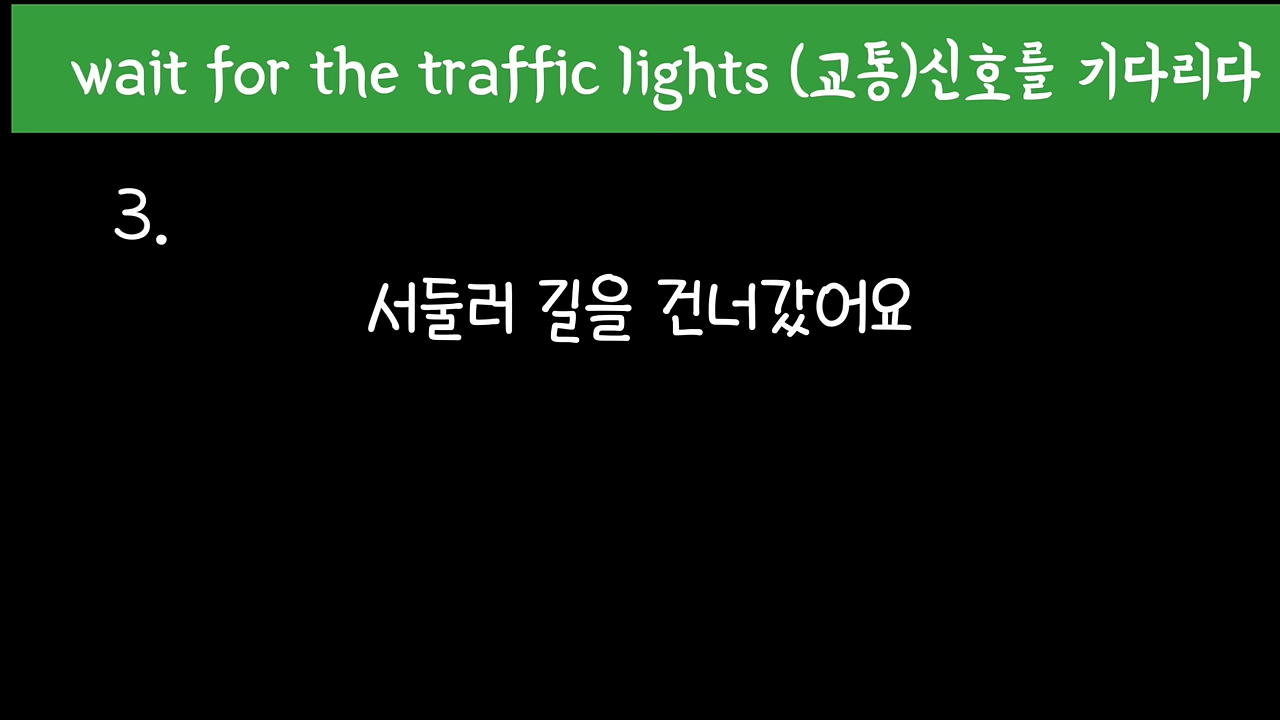 wait for the traffic lights (교통)신호를 기다리다
3.
서둘러 길을 건너갔어요